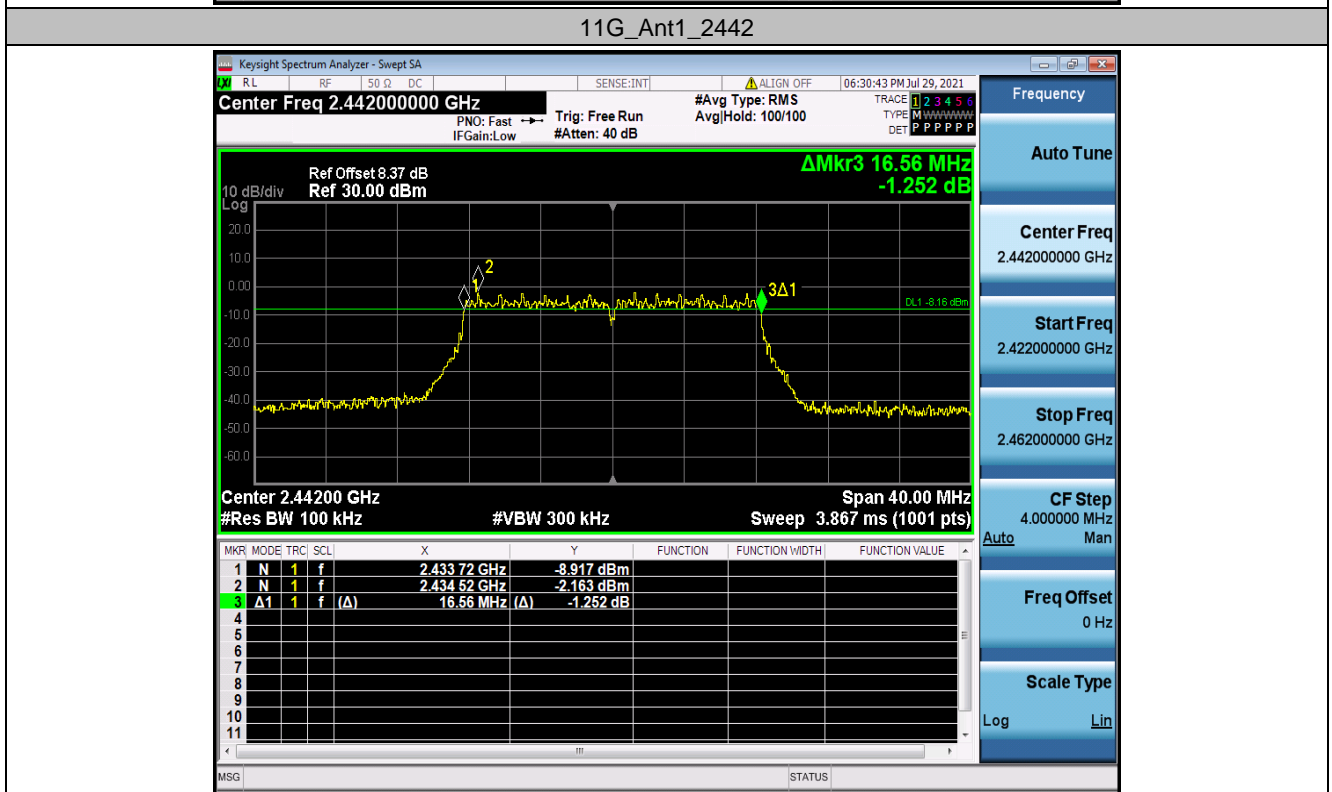 11G_Ant1_2442
Keysight Spectrum Analyzer - Swept SA
LXI RL RF 50 Ω DC SENSE:INT ALIGN OFF 06:30:43 PM Jul 29, 2021
Center Freq 2.442000000 GHz #Avg Type: RMS TRACE 1 2 3 4 5 6
PNO: Fast Trig: Free Run Avg|Hold: 100/100 TYPE M WWWWW
IFGain:Low #Atten: 40 dB DET P P P P P P
Frequency
Auto Tune
Center Freq
2.442000000 GHz
Start Freq
2.422000000 GHz
Stop Freq
2.462000000 GHz
CF Step
4.000000 MHz
Auto Man
Freq Offset
0 Hz
Scale Type
Log Lin
ΔMkr3 16.56 MHz
-1.252 dB
Ref Offset 8.37 dB
10 dB/div Ref 30.00 dBm
Log
20.0
10.0
0.00
-10.0
-20.0
-30.0
-40.0
-50.0
-60.0
2
1
3Δ1
DL1 -8.16 dBm
Center 2.44200 GHz Span 40.00 MHz
#Res BW 100 kHz #VBW 300 kHz Sweep 3.867 ms (1001 pts)
MKR MODE TRC SCL X Y FUNCTION FUNCTION WIDTH FUNCTION VALUE
1 N 1 f 2.433 72 GHz -8.917 dBm
2 N 1 f 2.434 52 GHz -2.163 dBm
3 Δ1 1 f (Δ) 16.56 MHz (Δ) -1.252 dB
4
5
6
7
8
9
10
11
MSG STATUS